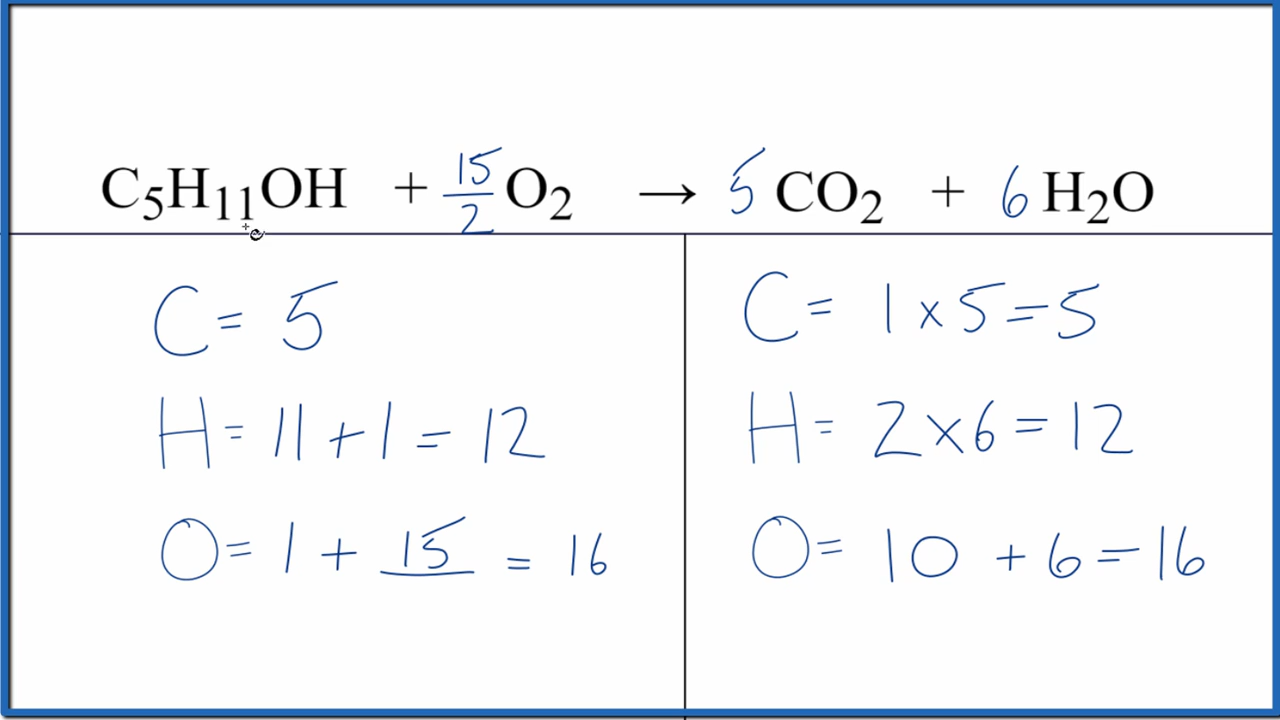 C₅H₁₁OH + 15/2 O₂ → 5 CO₂ + 6 H₂O
C = 5
H = 11 + 1 = 12
O = 1 + 15 = 16
C = 1 x 5 = 5
H = 2 x 6 = 12
O = 10 + 6 = 16